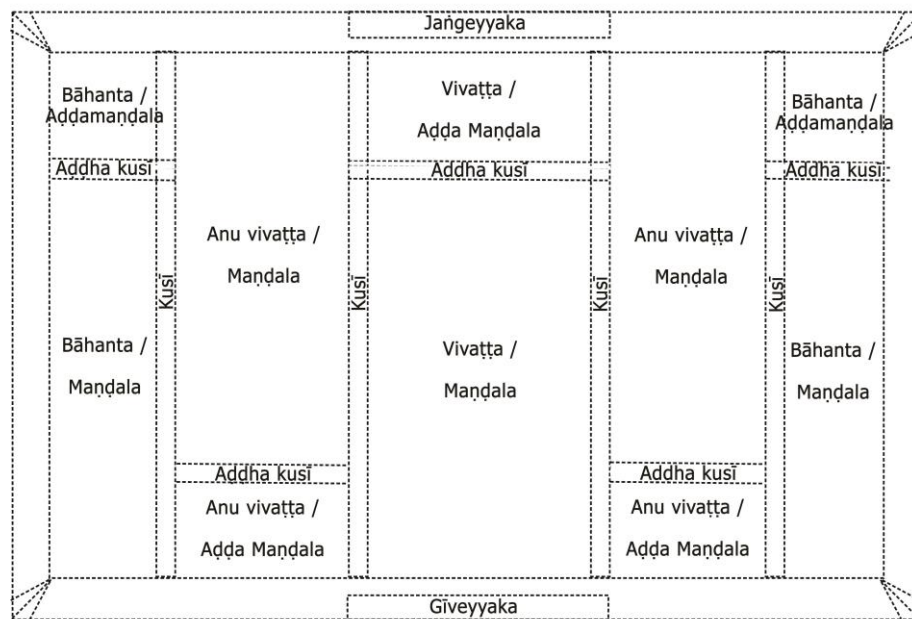 Jaṅgeyyaka
Bāhanta /
Aḍḍamaṇḍala
Vivaṭṭa /
Aḍḍa Maṇḍala
Bāhanta /
Aḍḍamaṇḍala
Aḍḍha kusī
Addha kusī
Aḍḍha kusī
Anu vivaṭṭa /
Maṇḍala
Anu vivaṭṭa /
Maṇḍala
Kusī
Kusī
Kusī
Kusī
Bāhanta /
Maṇḍala
Vivaṭṭa /
Maṇḍala
Bāhanta /
Maṇḍala
Aḍḍha kusī
Aḍḍha kusī
Anu vivaṭṭa /
Aḍḍa Maṇḍala
Anu vivaṭṭa /
Aḍḍa Maṇḍala
Gīveyyaka